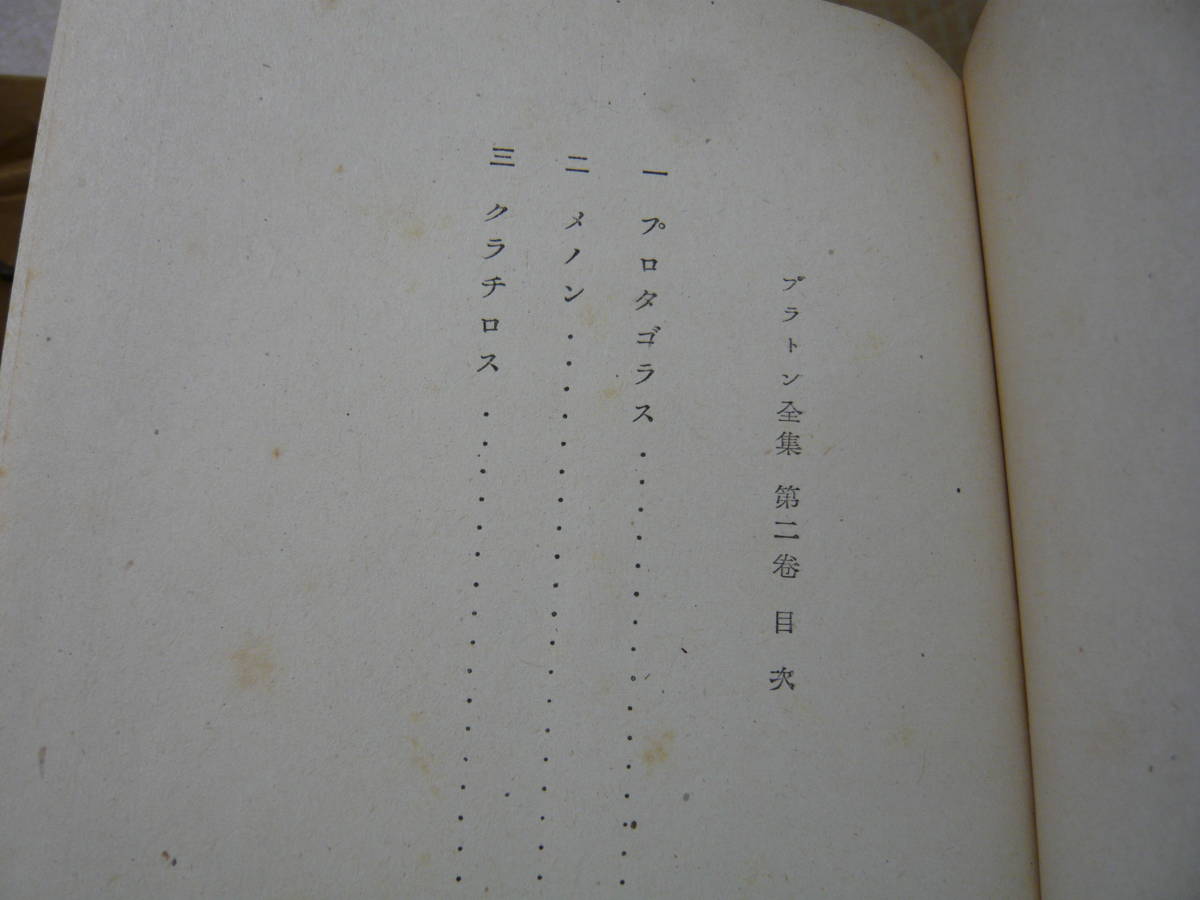 プラトン全集 第二卷 目次
一 プロタゴラス・・・・・・・・・・・・・・・・
二 メノン・・・・・・・・・・・・・・・・・・・・
三 クラチロス・・・・・・・・・・・・・・・・・